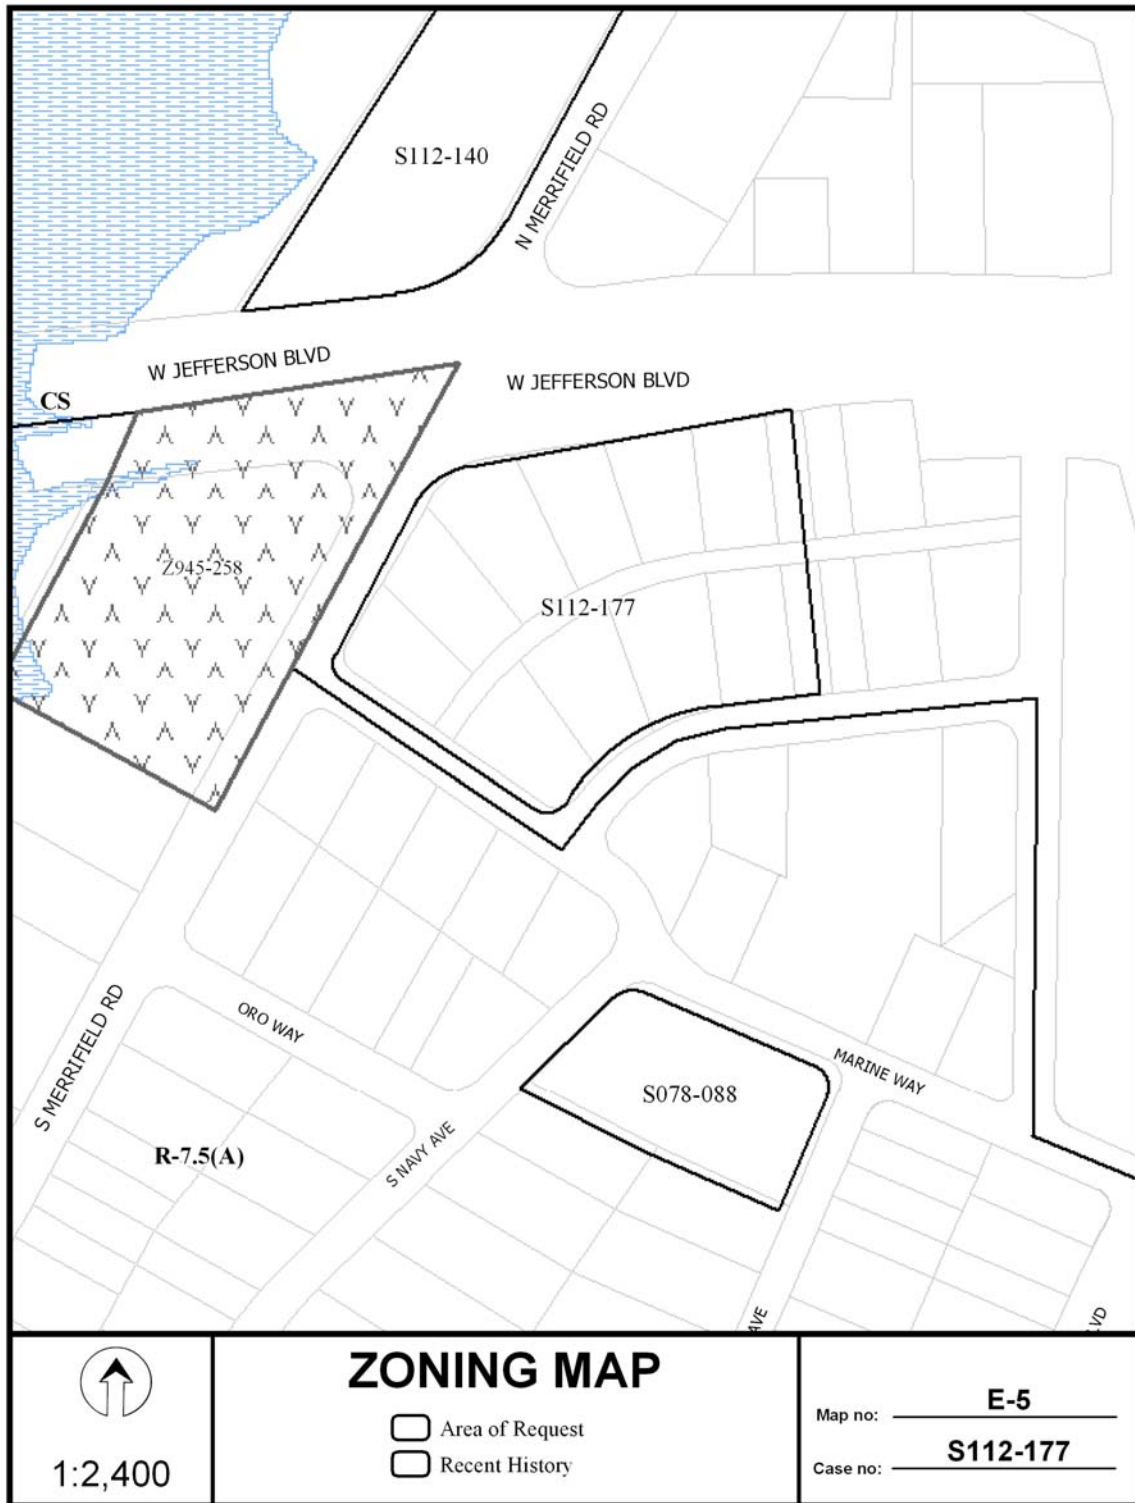 S112-140
N MERRIFIELD RD
W JEFFERSON BLVD
W JEFFERSON BLVD
CS
Z945-258
S112-177
ORO WAY
S MERRIFIELD RD
MARINE WAY
S078-088
S NAVY AVE
R-7.5(A)
AVE
LVD
1:2,400
ZONING MAP
Area of Request
Recent History
Map no: E-5
Case no: S112-177